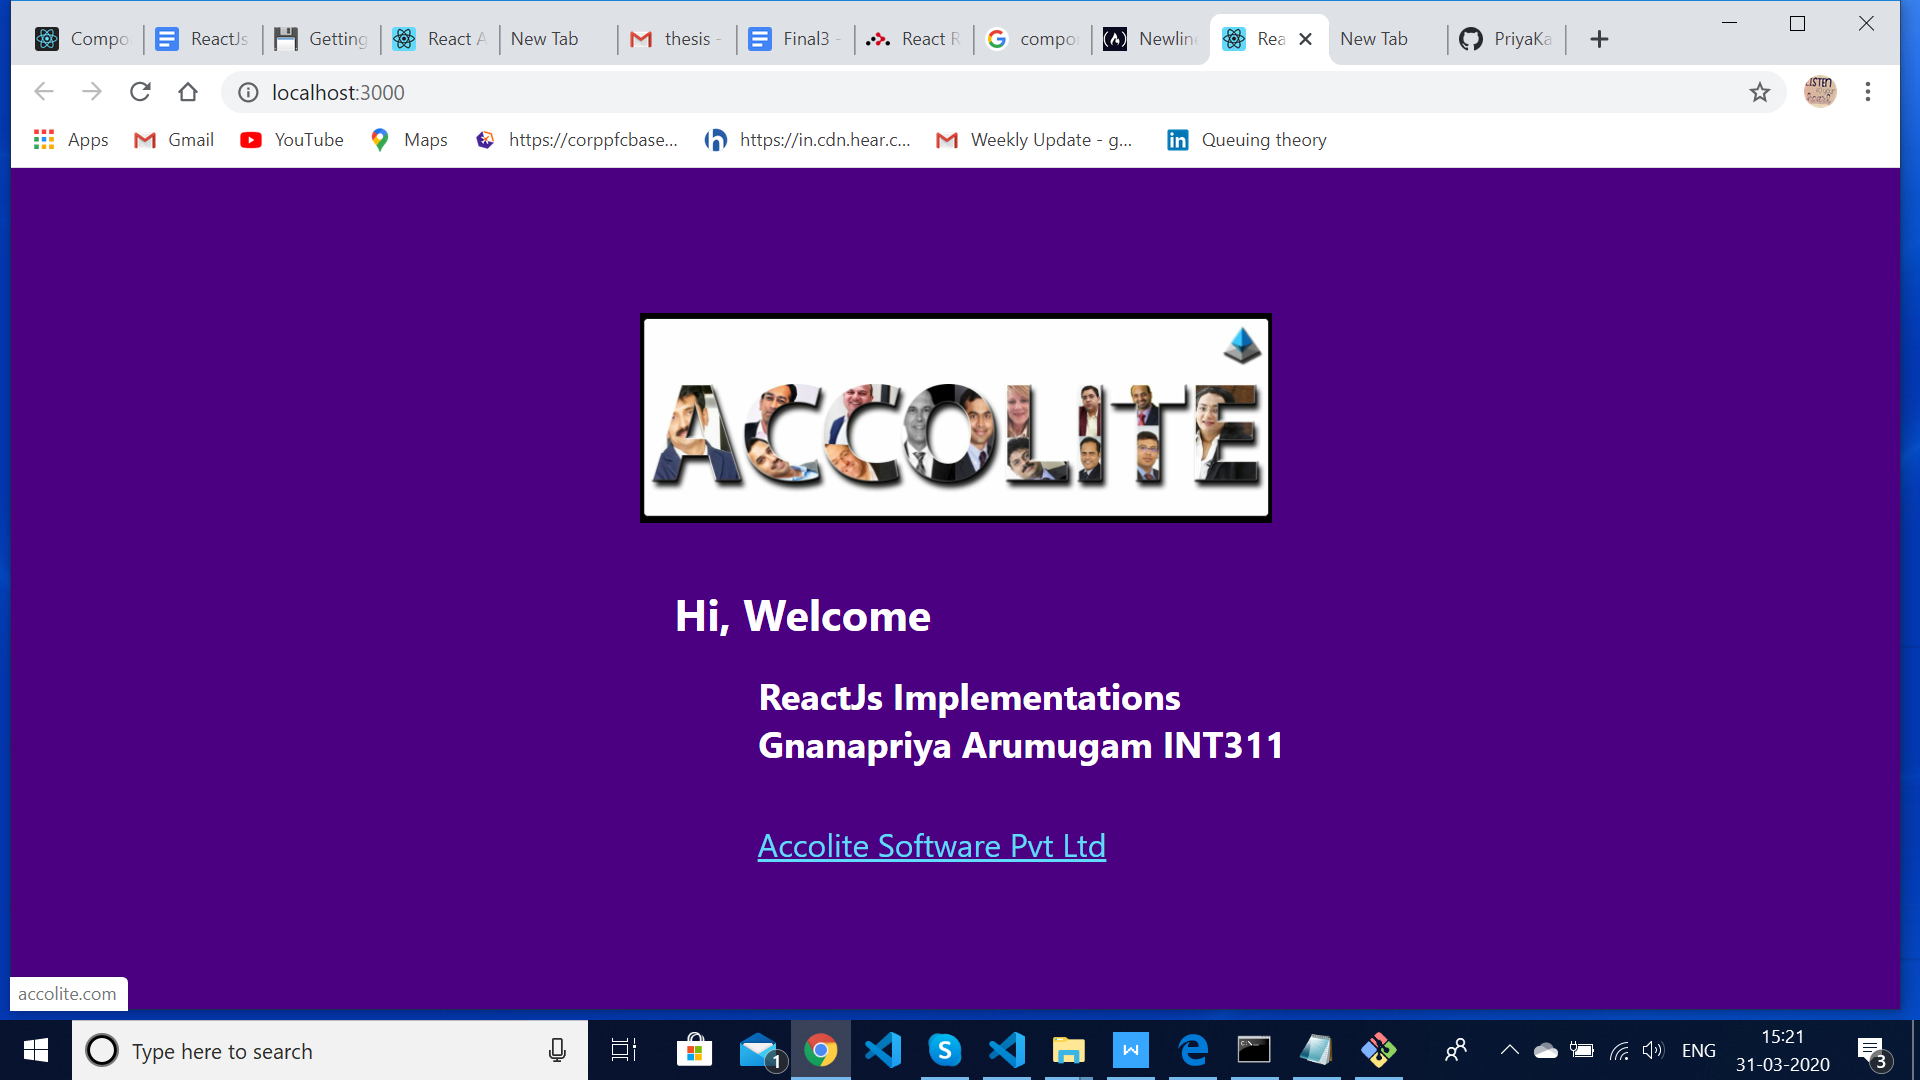 Compo
ReactJs
Getting
React A
New Tab
thesis -
Final3 -
React R
compo
Newline
Rea
New Tab
PriyaKa
localhost:3000
Apps
Gmail
YouTube
Maps
https://corppfcbase...
https://in.cdn.hear.c...
Weekly Update - g...
Queuing theory
ACCOLITE
Hi, Welcome
ReactJs Implementations
Gnanapriya Arumugam INT311
Accolite Software Pvt Ltd
accolite.com
Type here to search
1
ENG
15:21
31-03-2020
3